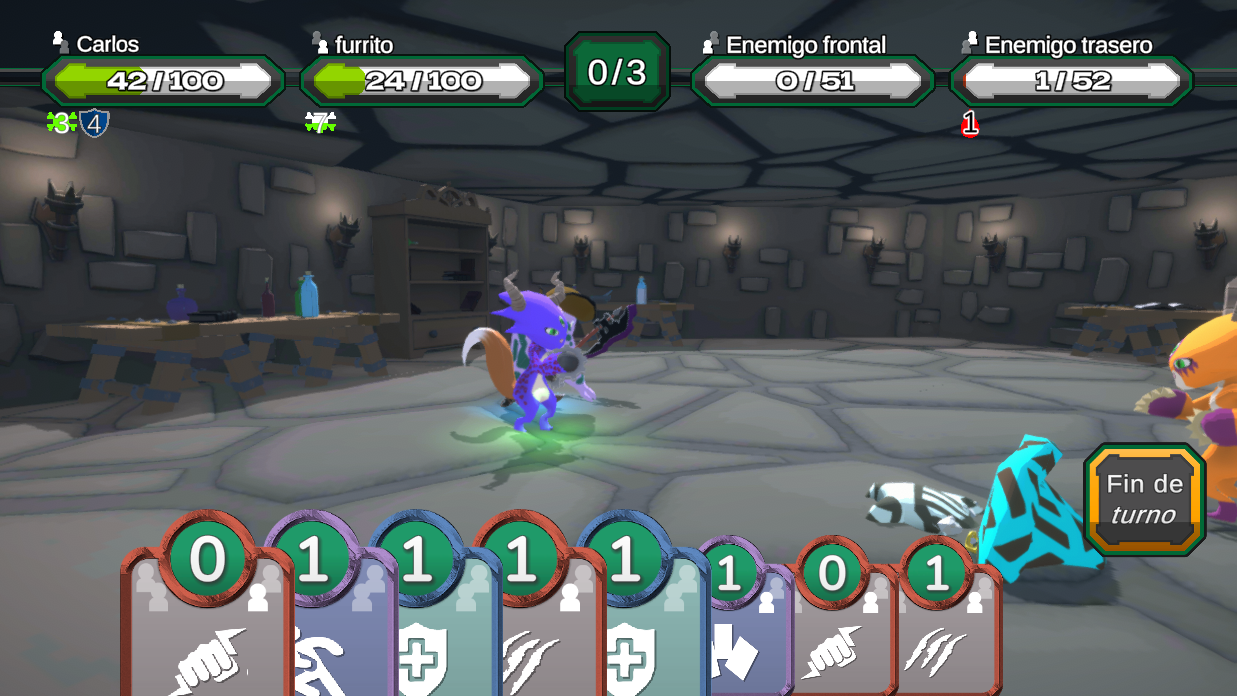 Carlos
furrito
Enemigo frontal
Enemigo trasero
42/100
24/100
0/3
0/51
1/52
3
4
7
1
Fin de
turno
0
1
1
1
1
1
0
1